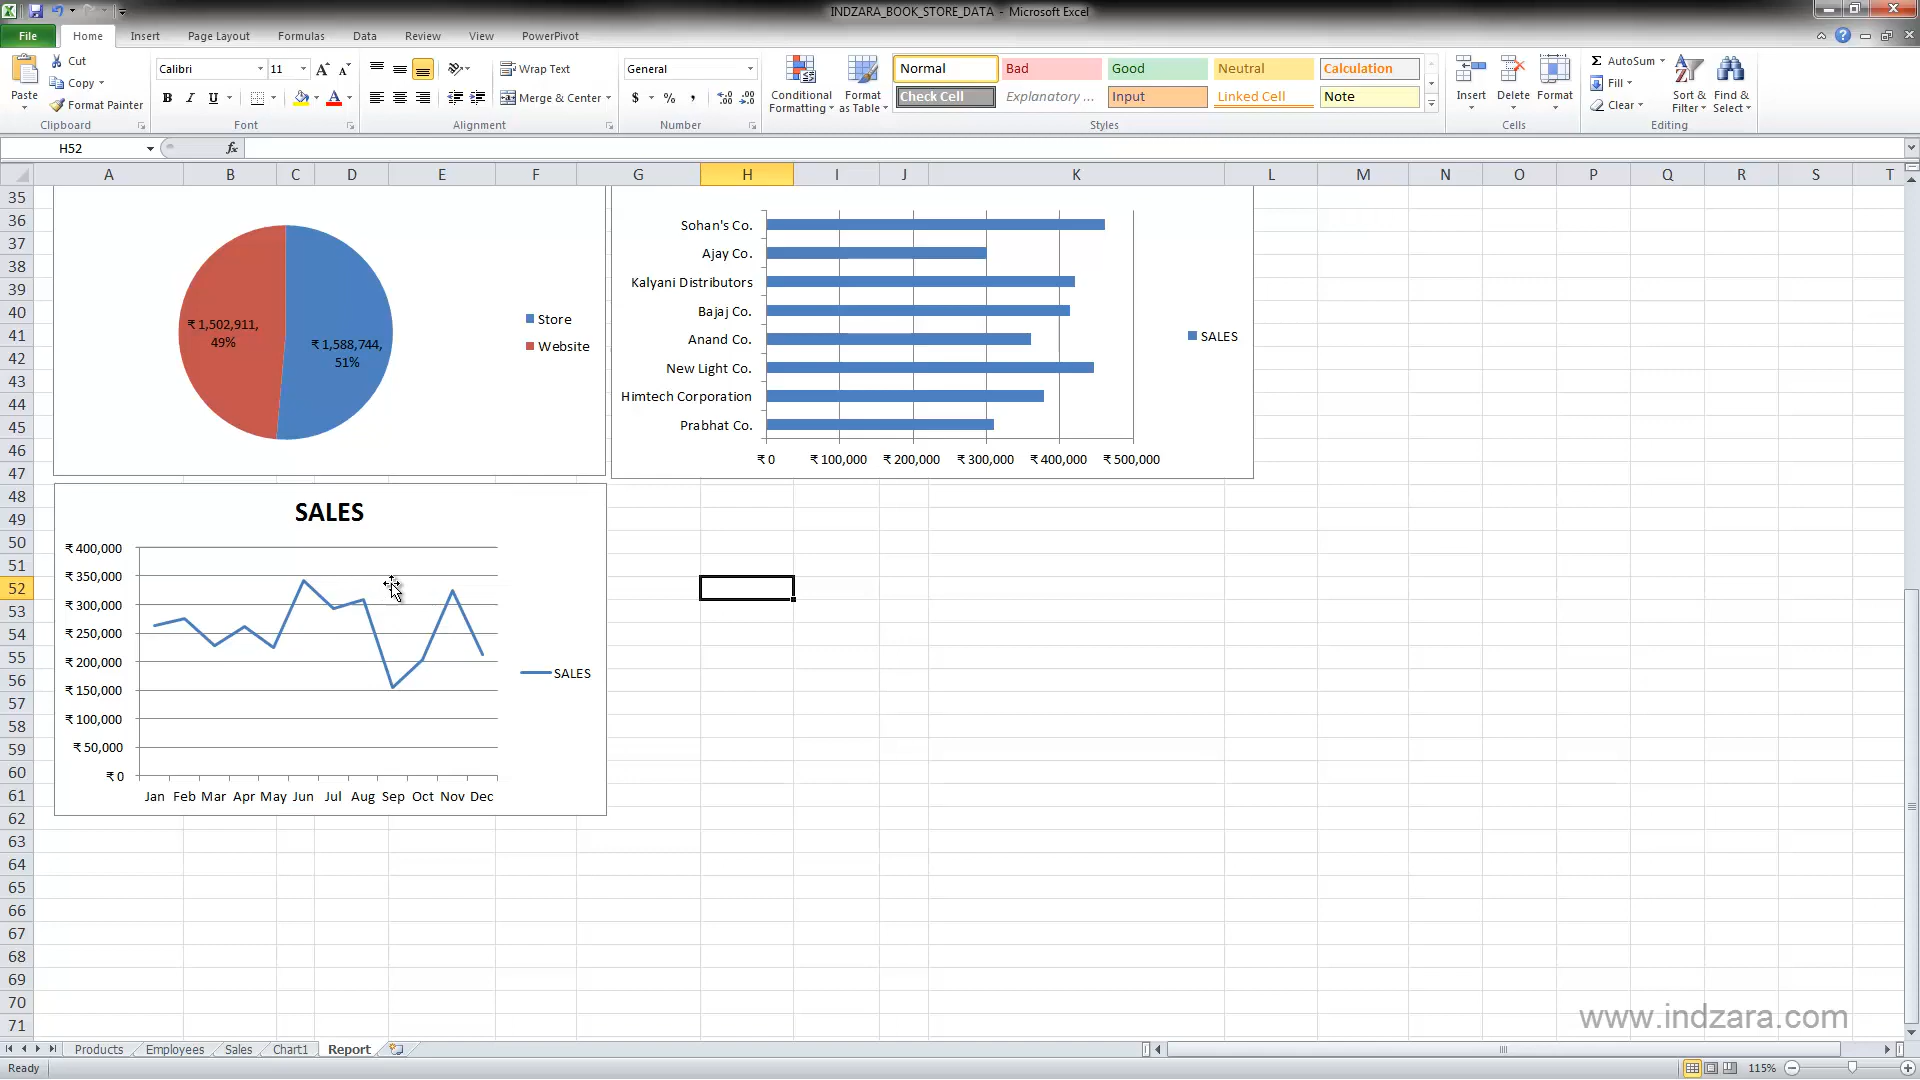 INDZARA_BOOK_STORE_DATA - Microsoft Excel
File Home Insert Page Layout Formulas Data Review View PowerPivot
Paste
Cut
Copy
Format Painter
Clipboard
Calibri 11
B I U
Font
Wrap Text
Merge & Center
Alignment
General
$ % ,
Number
Conditional Formatting
Format as Table
Normal Bad Good Neutral Calculation
Check Cell Explanatory ... Input Linked Cell Note
Styles
Insert Delete Format
Cells
Σ AutoSum
Fill
Clear
Sort & Filter
Find & Select
Editing
H52 fx
A B C D E F G H I J K L M N O P Q R S T
35
36
37
38
39
40
41
42
43
44
45
46
47
48
49
50
51
52
53
54
55
56
57
58
59
60
61
62
63
64
65
66
67
68
69
70
71
₹ 1,502,911,
49%
₹ 1,588,744,
51%
Store
Website
Sohan's Co.
Ajay Co.
Kalyani Distributors
Bajaj Co.
Anand Co.
New Light Co.
Himtech Corporation
Prabhat Co.
₹ 0 ₹ 100,000 ₹ 200,000 ₹ 300,000 ₹ 400,000 ₹ 500,000
SALES
SALES
₹ 400,000
₹ 350,000
₹ 300,000
₹ 250,000
₹ 200,000
₹ 150,000
₹ 100,000
₹ 50,000
₹ 0
Jan Feb Mar Apr May Jun Jul Aug Sep Oct Nov Dec
SALES
www.indzara.com
Products Employees Sales Chart1 Report
Ready 115%